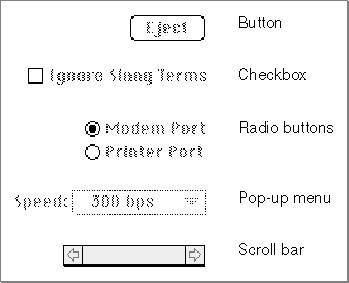 Eject Button
Ignore Slang Terms Checkbox
Modem Port Radio buttons
Printer Port
Speed: 300 bps Pop-up menu
Scroll bar